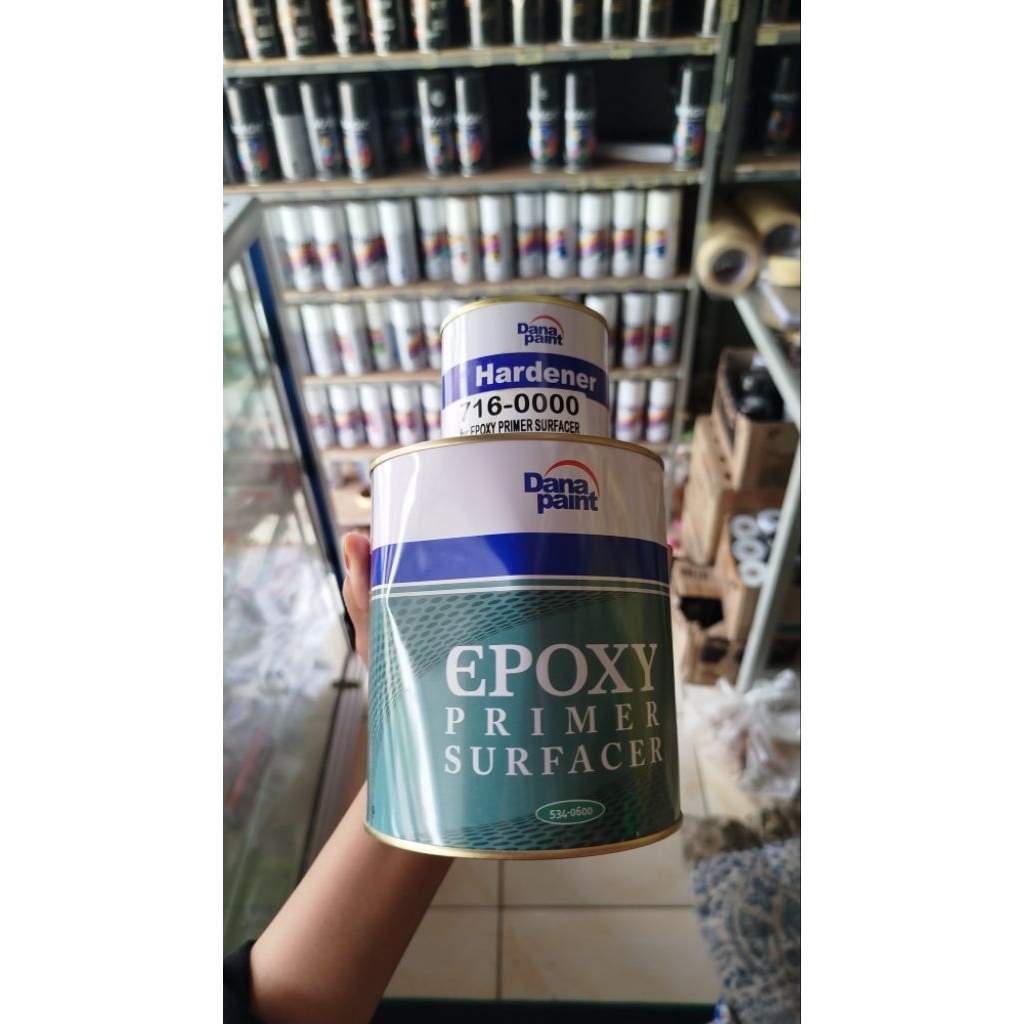 Dana
paint
Hardener
716-0000
EPOXY PRIMER SURFACER
Dana
paint
EPOXY
PRIMER
SURFACER
534-0600